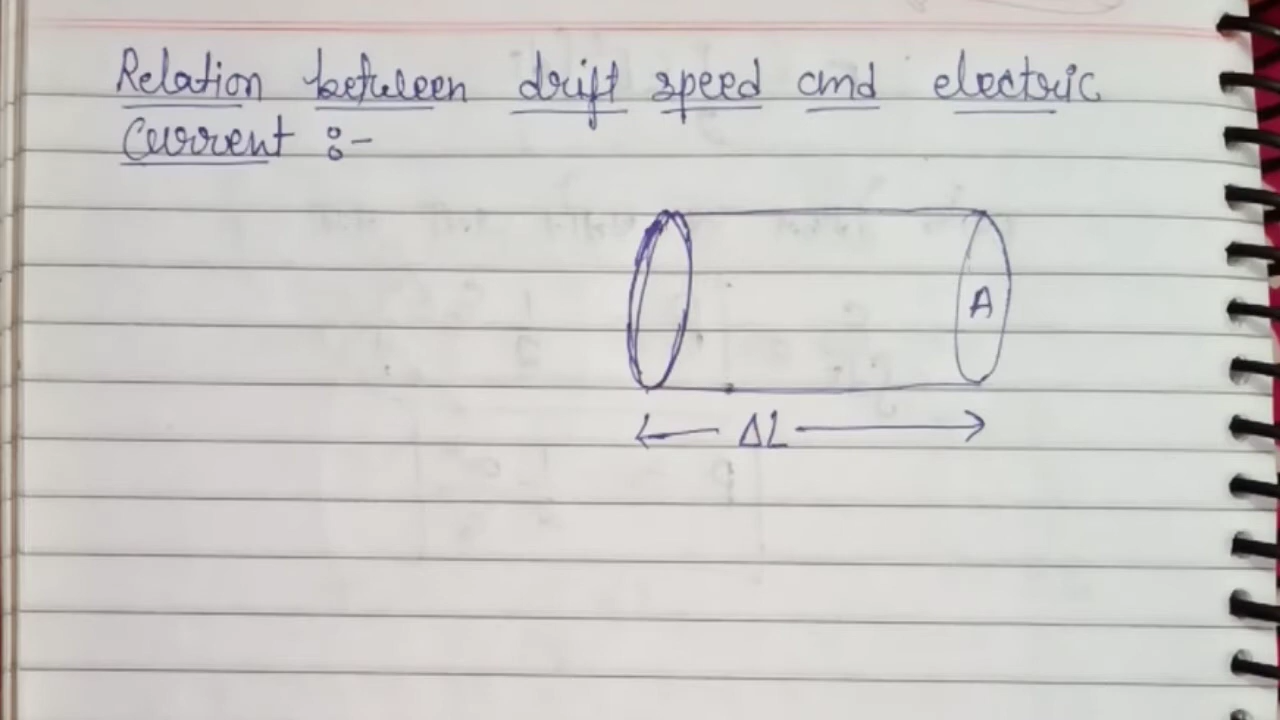 Relation between drift speed and electric
Current :-
A
ΔL